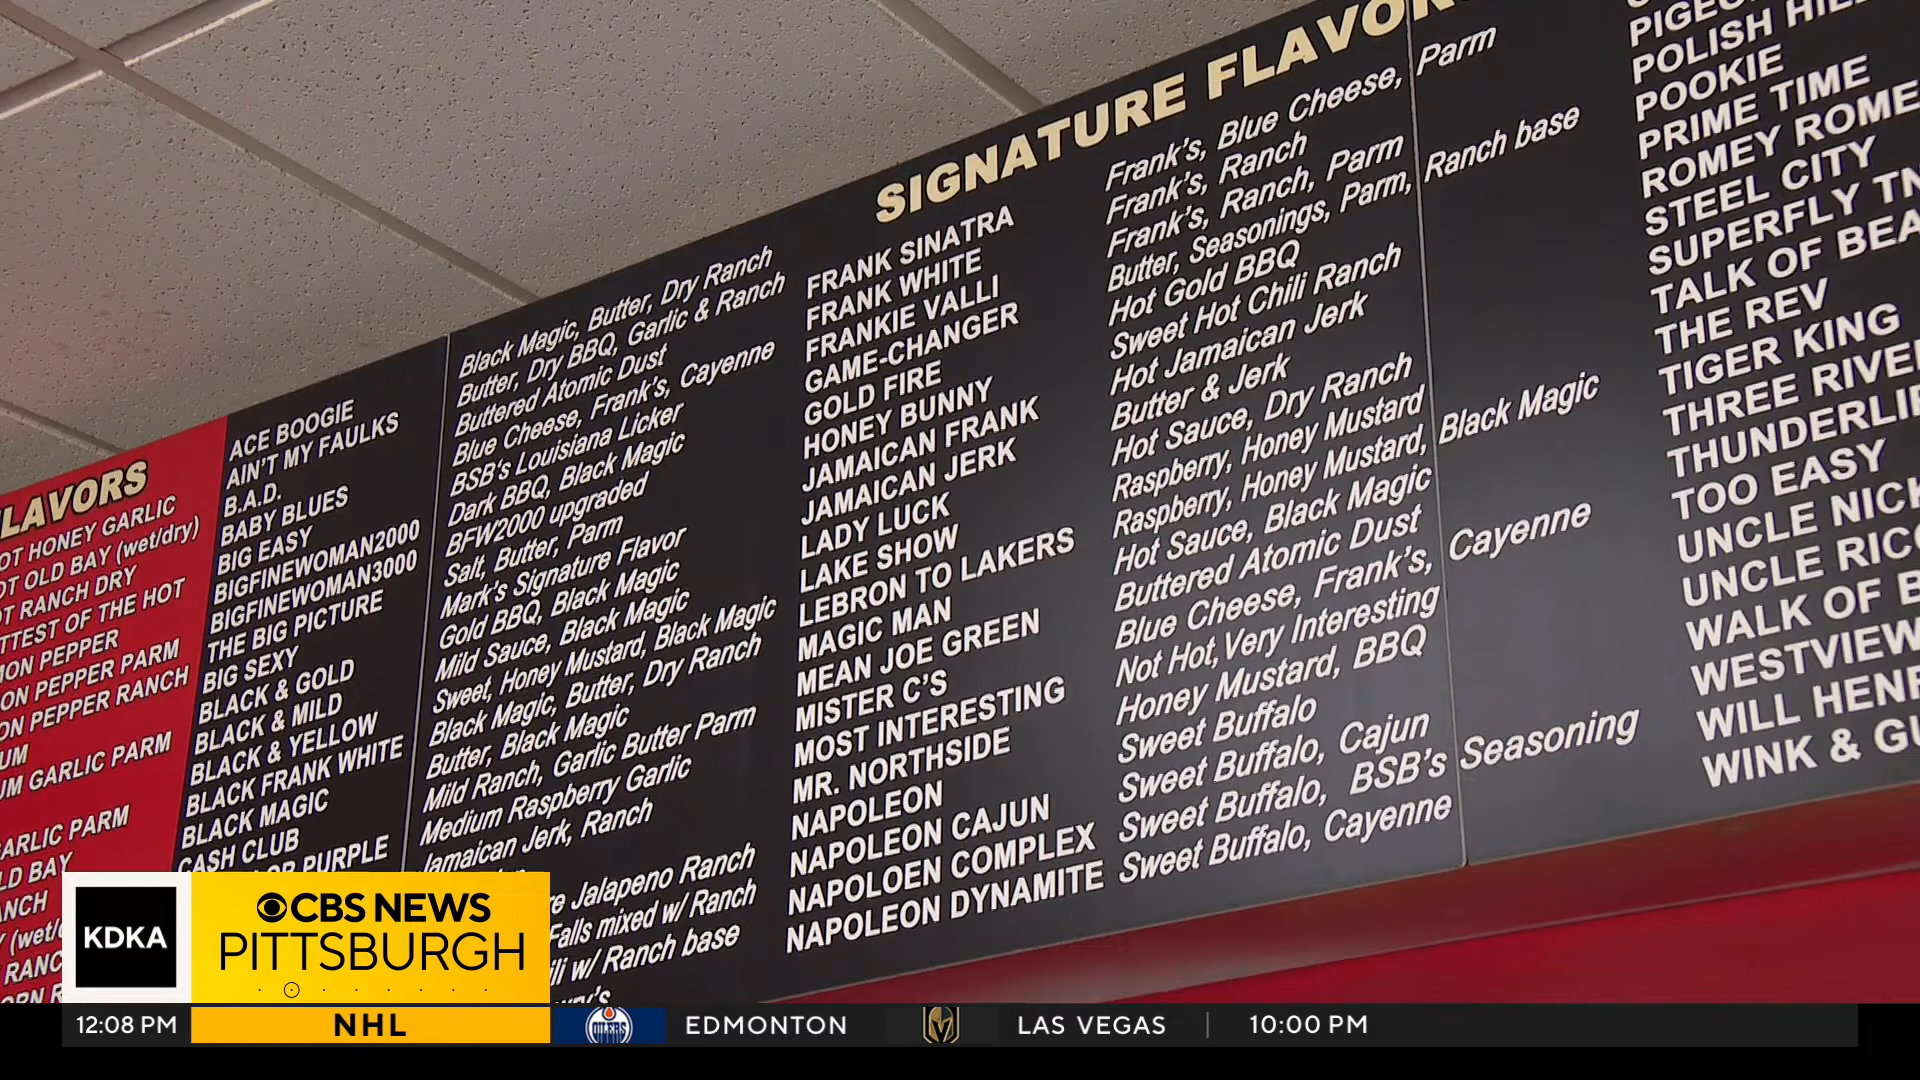 LAVORS
OT HONEY GARLIC
OT OLD BAY (wet/dry)
OT RANCH DRY
TTEST OF THE HOT
MON PEPPER
ON PEPPER PARM
ON PEPPER RANCH
UM
UM GARLIC PARM
ARLIC PARM
LD BAY
ANCH
ACE BOOGIE
AIN'T MY FAULKS
B.A.D.
BABY BLUES
BIG EASY
BIGFINEWOMAN2000
BIGFINEWOMAN3000
THE BIG PICTURE
BIG SEXY
BLACK & GOLD
BLACK & MILD
BLACK & YELLOW
BLACK FRANK WHITE
BLACK MAGIC
CASH CLUB
PURPLE
Black Magic, Butter, Dry Ranch
Butter, Dry BBQ, Garlic & Ranch
Buttered Atomic Dust
Blue Cheese, Frank's, Cayenne
BSB's Louisiana Licker
Dark BBQ, Black Magic
BFW2000 upgraded
Salt, Butter, Parm
Mark's Signature Flavor
Gold BBQ, Black Magic
Mild Sauce, Black Magic
Sweet, Honey Mustard, Black Magic
Black Magic, Butter, Dry Ranch
Butter, Black Magic
Mild Ranch, Garlic Butter Parm
Medium Raspberry Garlic
Jamaican Jerk, Ranch
re Jalapeno Ranch
Falls mixed w/ Ranch
ili w/ Ranch base
SIGNATURE FLAVOR
FRANK SINATRA
FRANK WHITE
FRANKIE VALLI
GAME-CHANGER
GOLD FIRE
HONEY BUNNY
JAMAICAN FRANK
JAMAICAN JERK
LADY LUCK
LAKE SHOW
LEBRON TO LAKERS
MAGIC MAN
MEAN JOE GREEN
MISTER C'S
MOST INTERESTING
MR. NORTHSIDE
NAPOLEON
NAPOLEON CAJUN
NAPOLOEN COMPLEX
NAPOLEON DYNAMITE
Frank's, Blue Cheese, Parm
Frank's, Ranch
Frank's, Ranch, Parm
Butter, Seasonings, Parm, Ranch base
Hot Gold BBQ
Sweet Hot Chili Ranch
Hot Jamaican Jerk
Butter & Jerk
Hot Sauce, Dry Ranch
Raspberry, Honey Mustard
Raspberry, Honey Mustard, Black Magic
Hot Sauce, Black Magic
Buttered Atomic Dust
Blue Cheese, Frank's, Cayenne
Not Hot, Very Interesting
Honey Mustard, BBQ
Sweet Buffalo
Sweet Buffalo, Cajun
Sweet Buffalo, BSB's Seasoning
Sweet Buffalo, Cayenne
PIGEO
POLISH HILL
POOKIE
PRIME TIME
ROMEY ROME
STEEL CITY
SUPERFLY TN
TALK OF BEA
THE REV
TIGER KING
THREE RIVE
THUNDERLI
TOO EASY
UNCLE NICK
UNCLE RICO
WALK OF
WESTVIEW
WILL HEN
WINK & GU
KDKA
CBS NEWS
PITTSBURGH
12:08 PM NHL OILERS EDMONTON LAS VEGAS | 10:00 PM